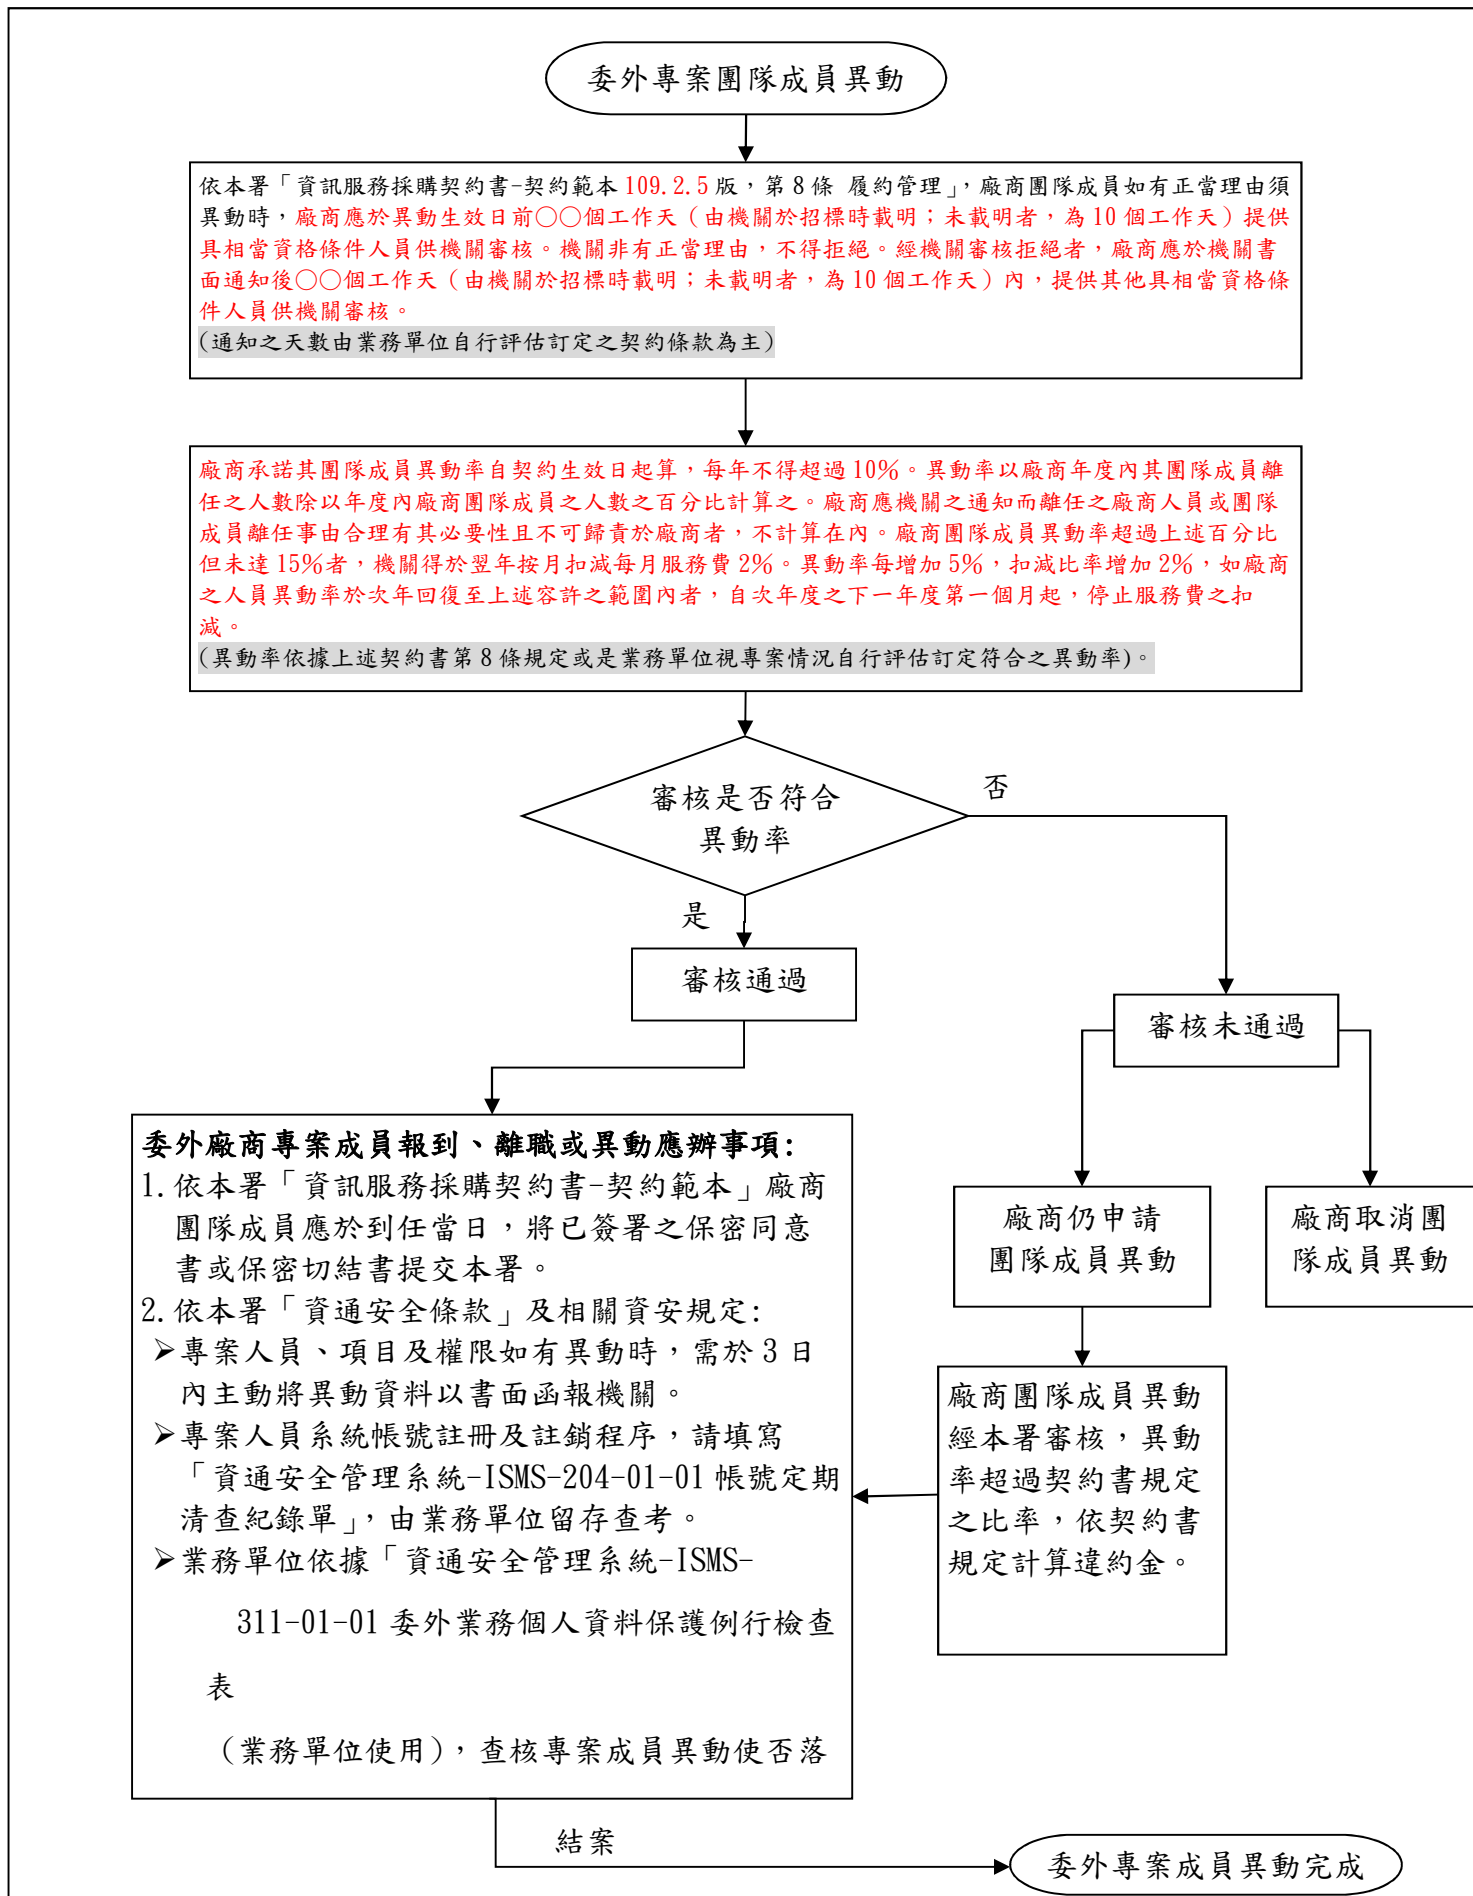 委外專案團隊成員異動
依本署「資訊服務採購契約書-契約範本 109.2.5 版，第 8 條 履約管理」，廠商團隊成員如有正當理由須
異動時，廠商應於異動生效日前○○個工作天（由機關於招標時載明；未載明者，為 10 個工作天）提供
具相當資格條件人員供機關審核。機關非有正當理由，不得拒絕。經機關審核拒絕者，廠商應於機關書
面通知後○○個工作天（由機關於招標時載明；未載明者，為 10 個工作天）內，提供其他具相當資格條
件人員供機關審核。
(通知之天數由業務單位自行評估訂定之契約條款為主)
廠商承諾其團隊成員異動率自契約生效日起算，每年不得超過 10%。異動率以廠商年度內其團隊成員離
任之人數除以年度內廠商團隊成員之人數之百分比計算之。廠商應機關之通知而離任之廠商人員或團隊
成員離任事由合理有其必要性且不可歸責於廠商者，不計算在內。廠商團隊成員異動率超過上述百分比
但未達 15%者，機關得於翌年按月扣減每月服務費 2%。異動率每增加 5%，扣減比率增加 2%，如廠商
之人員異動率於次年回復至上述容許之範圍內者，自次年度之下一年度第一個月起，停止服務費之扣
減。
(異動率依據上述契約書第 8 條規定或是業務單位視專案情況自行評估訂定符合之異動率)。
審核是否符合
異動率
否
是
審核通過
審核未通過
委外廠商專案成員報到、離職或異動應辦事項:
1.依本署「資訊服務採購契約書-契約範本」廠商
團隊成員應於到任當日，將已簽署之保密同意
書或保密切結書提交本署。
2.依本署「資通安全條款」及相關資安規定:
➢專案人員、項目及權限如有異動時，需於 3 日
內主動將異動資料以書面函報機關。
➢專案人員系統帳號註冊及註銷程序，請填寫
「資通安全管理系統-ISMS-204-01-01 帳號定期
清查紀錄單」，由業務單位留存查考。
➢業務單位依據「資通安全管理系統-ISMS-
311-01-01 委外業務個人資料保護例行檢查
表
（業務單位使用），查核專案成員異動使否落
廠商仍申請
團隊成員異動
廠商取消團
隊成員異動
廠商團隊成員異動
經本署審核，異動
率超過契約書規定
之比率，依契約書
規定計算違約金。
結案
委外專案成員異動完成